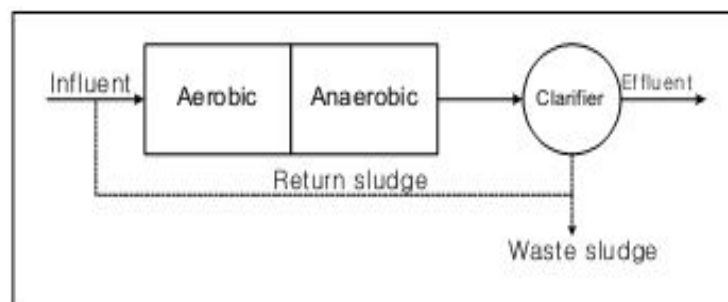 Influent
Aerobic
Anaerobic
Clarifier
Effluent
Return sludge
Waste sludge